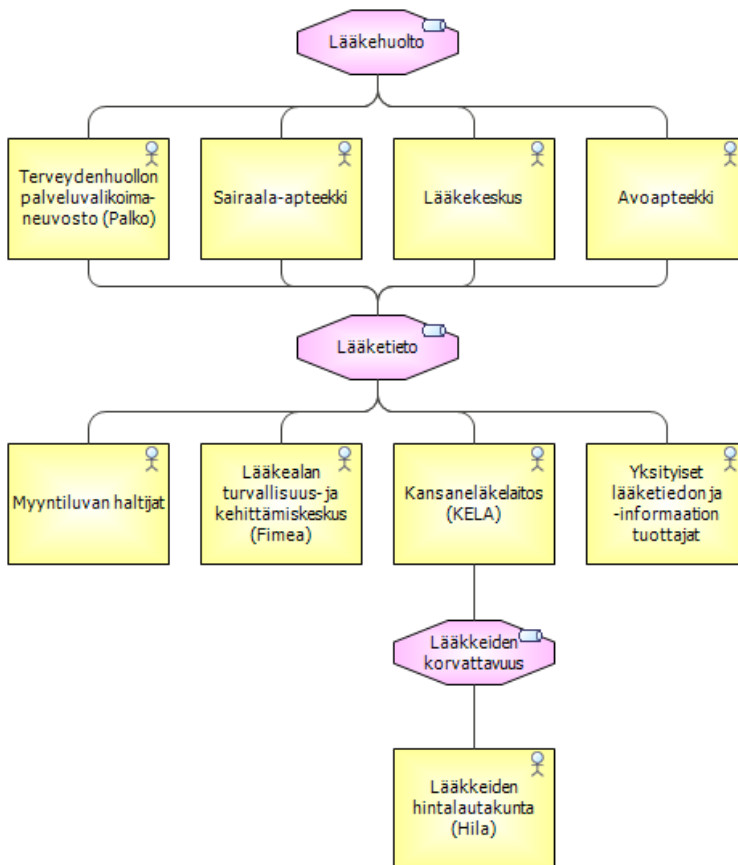 Lääkehuolto
Terveydenhuollon
palveluvalikoima-
neuvosto (Palko)
Sairaala-apteekki
Lääkekeskus
Avoapteekki
Lääketieto
Myyntiluvan haltijat
Lääkealan
turvallisuus- ja
kehittämiskeskus
(Fimea)
Kansaneläkelaitos
(KELA)
Yksityiset
lääketiedon ja
-informaation
tuottajat
Lääkkeiden
korvattavuus
Lääkkeiden
hintalautakunta
(Hila)